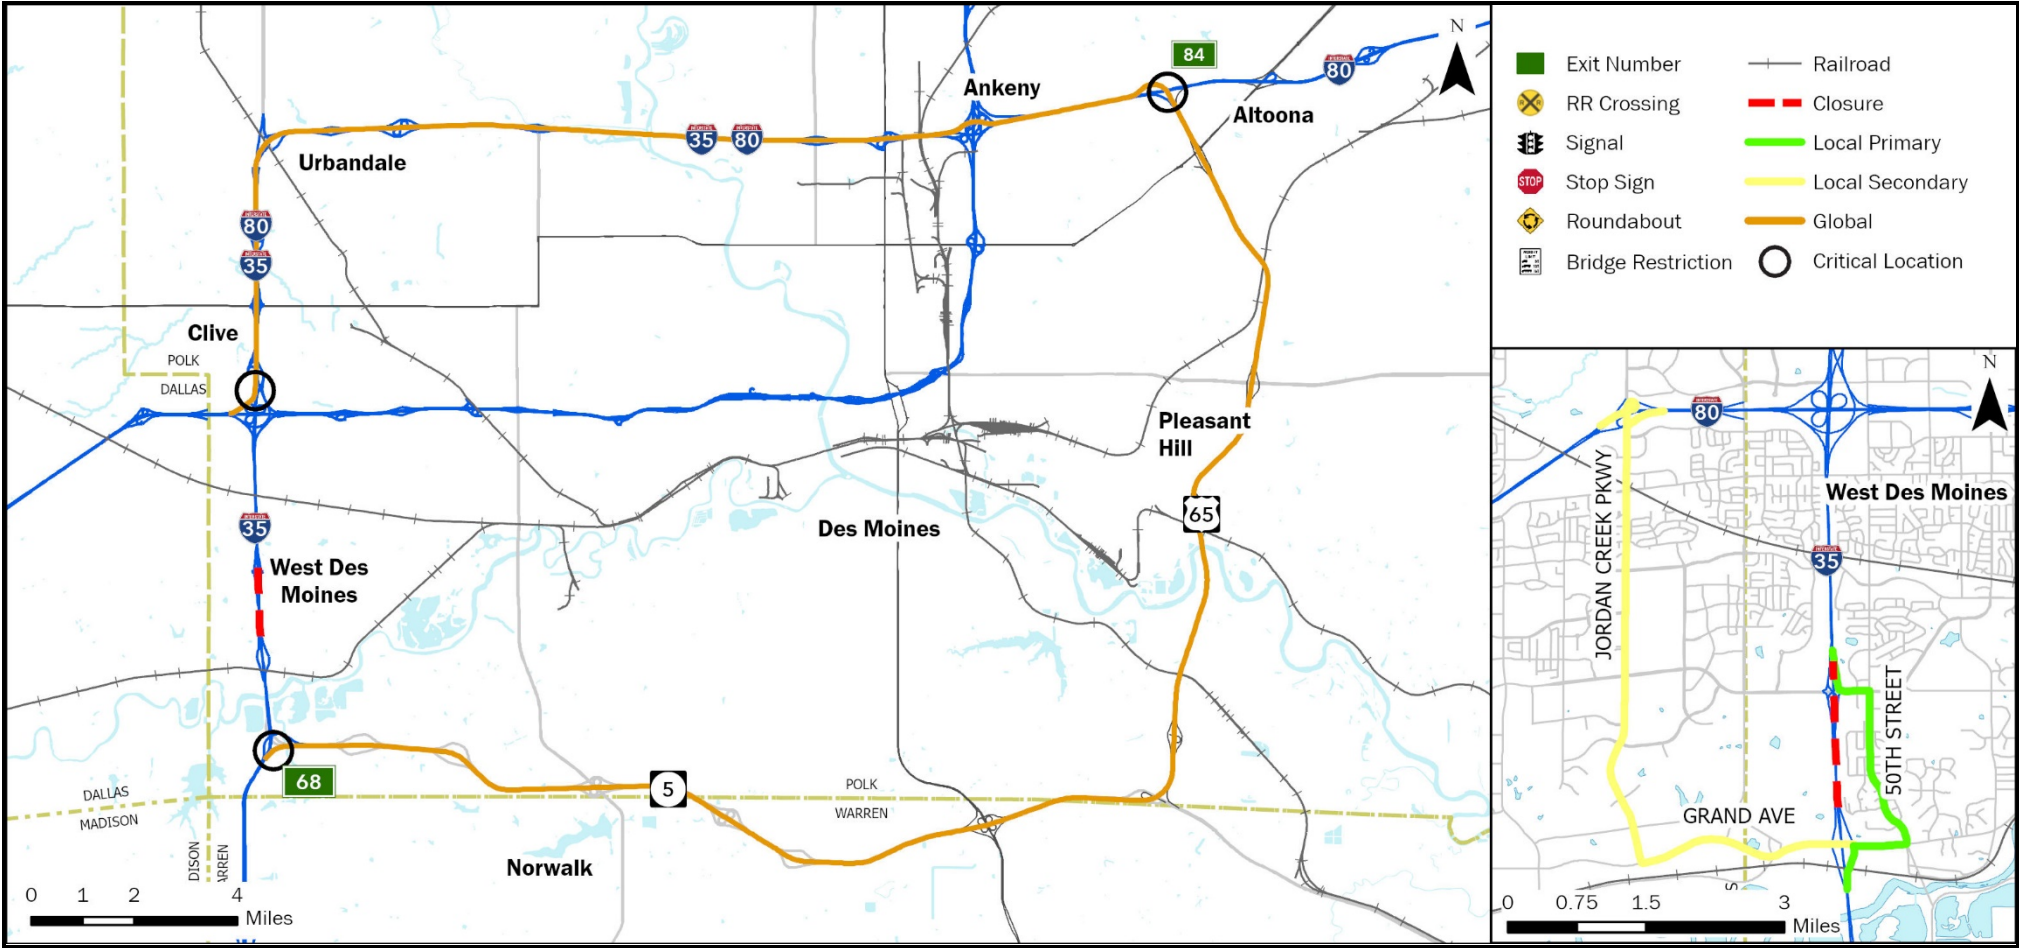 N
84
80
Ankeny
Altoona
35
80
Urbandale
80
35
Clive
POLK
DALLAS
Pleasant
Hill
65
35
Des Moines
West Des
Moines
68
5
POLK
WARREN
DALLAS
MADISON
DISON
RREN
Norwalk
0 1 2 4
Miles
Exit Number
RR Crossing
Signal
STOP
Stop Sign
Roundabout
Bridge Restriction
Railroad
Closure
Local Primary
Local Secondary
Global
Critical Location
N
80
JORDAN CREEK PKWY
West Des Moines
35
50TH STREET
GRAND AVE
S
0 0.75 1.5 3
Miles